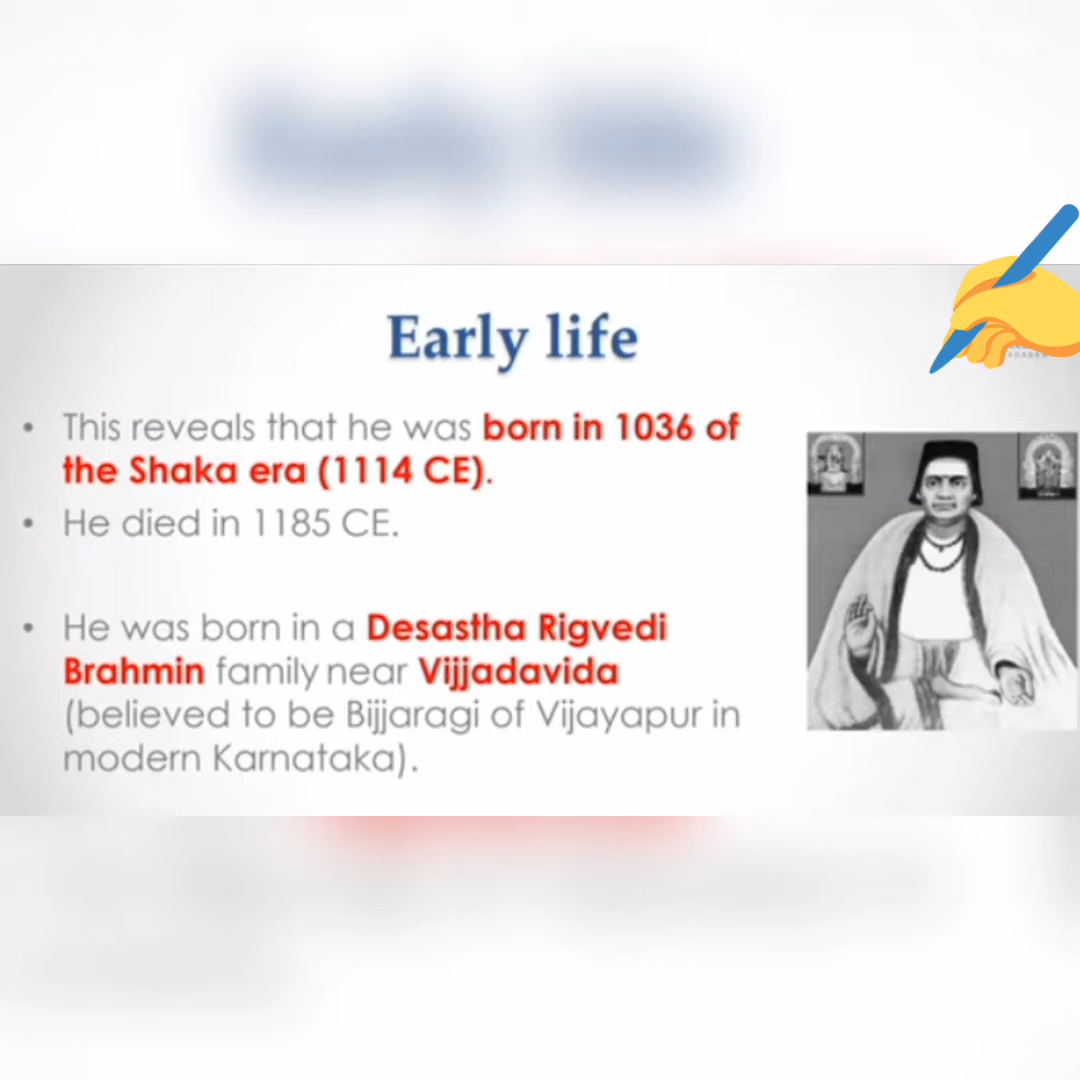 Early life
• This reveals that he was born in 1036 of
the Shaka era (1114 CE).
• He died in 1185 CE.
• He was born in a Desastha Rigvedi
Brahmin family near Vijjadavida
(believed to be Bijjaragi of Vijayapur in
modern Karnataka).